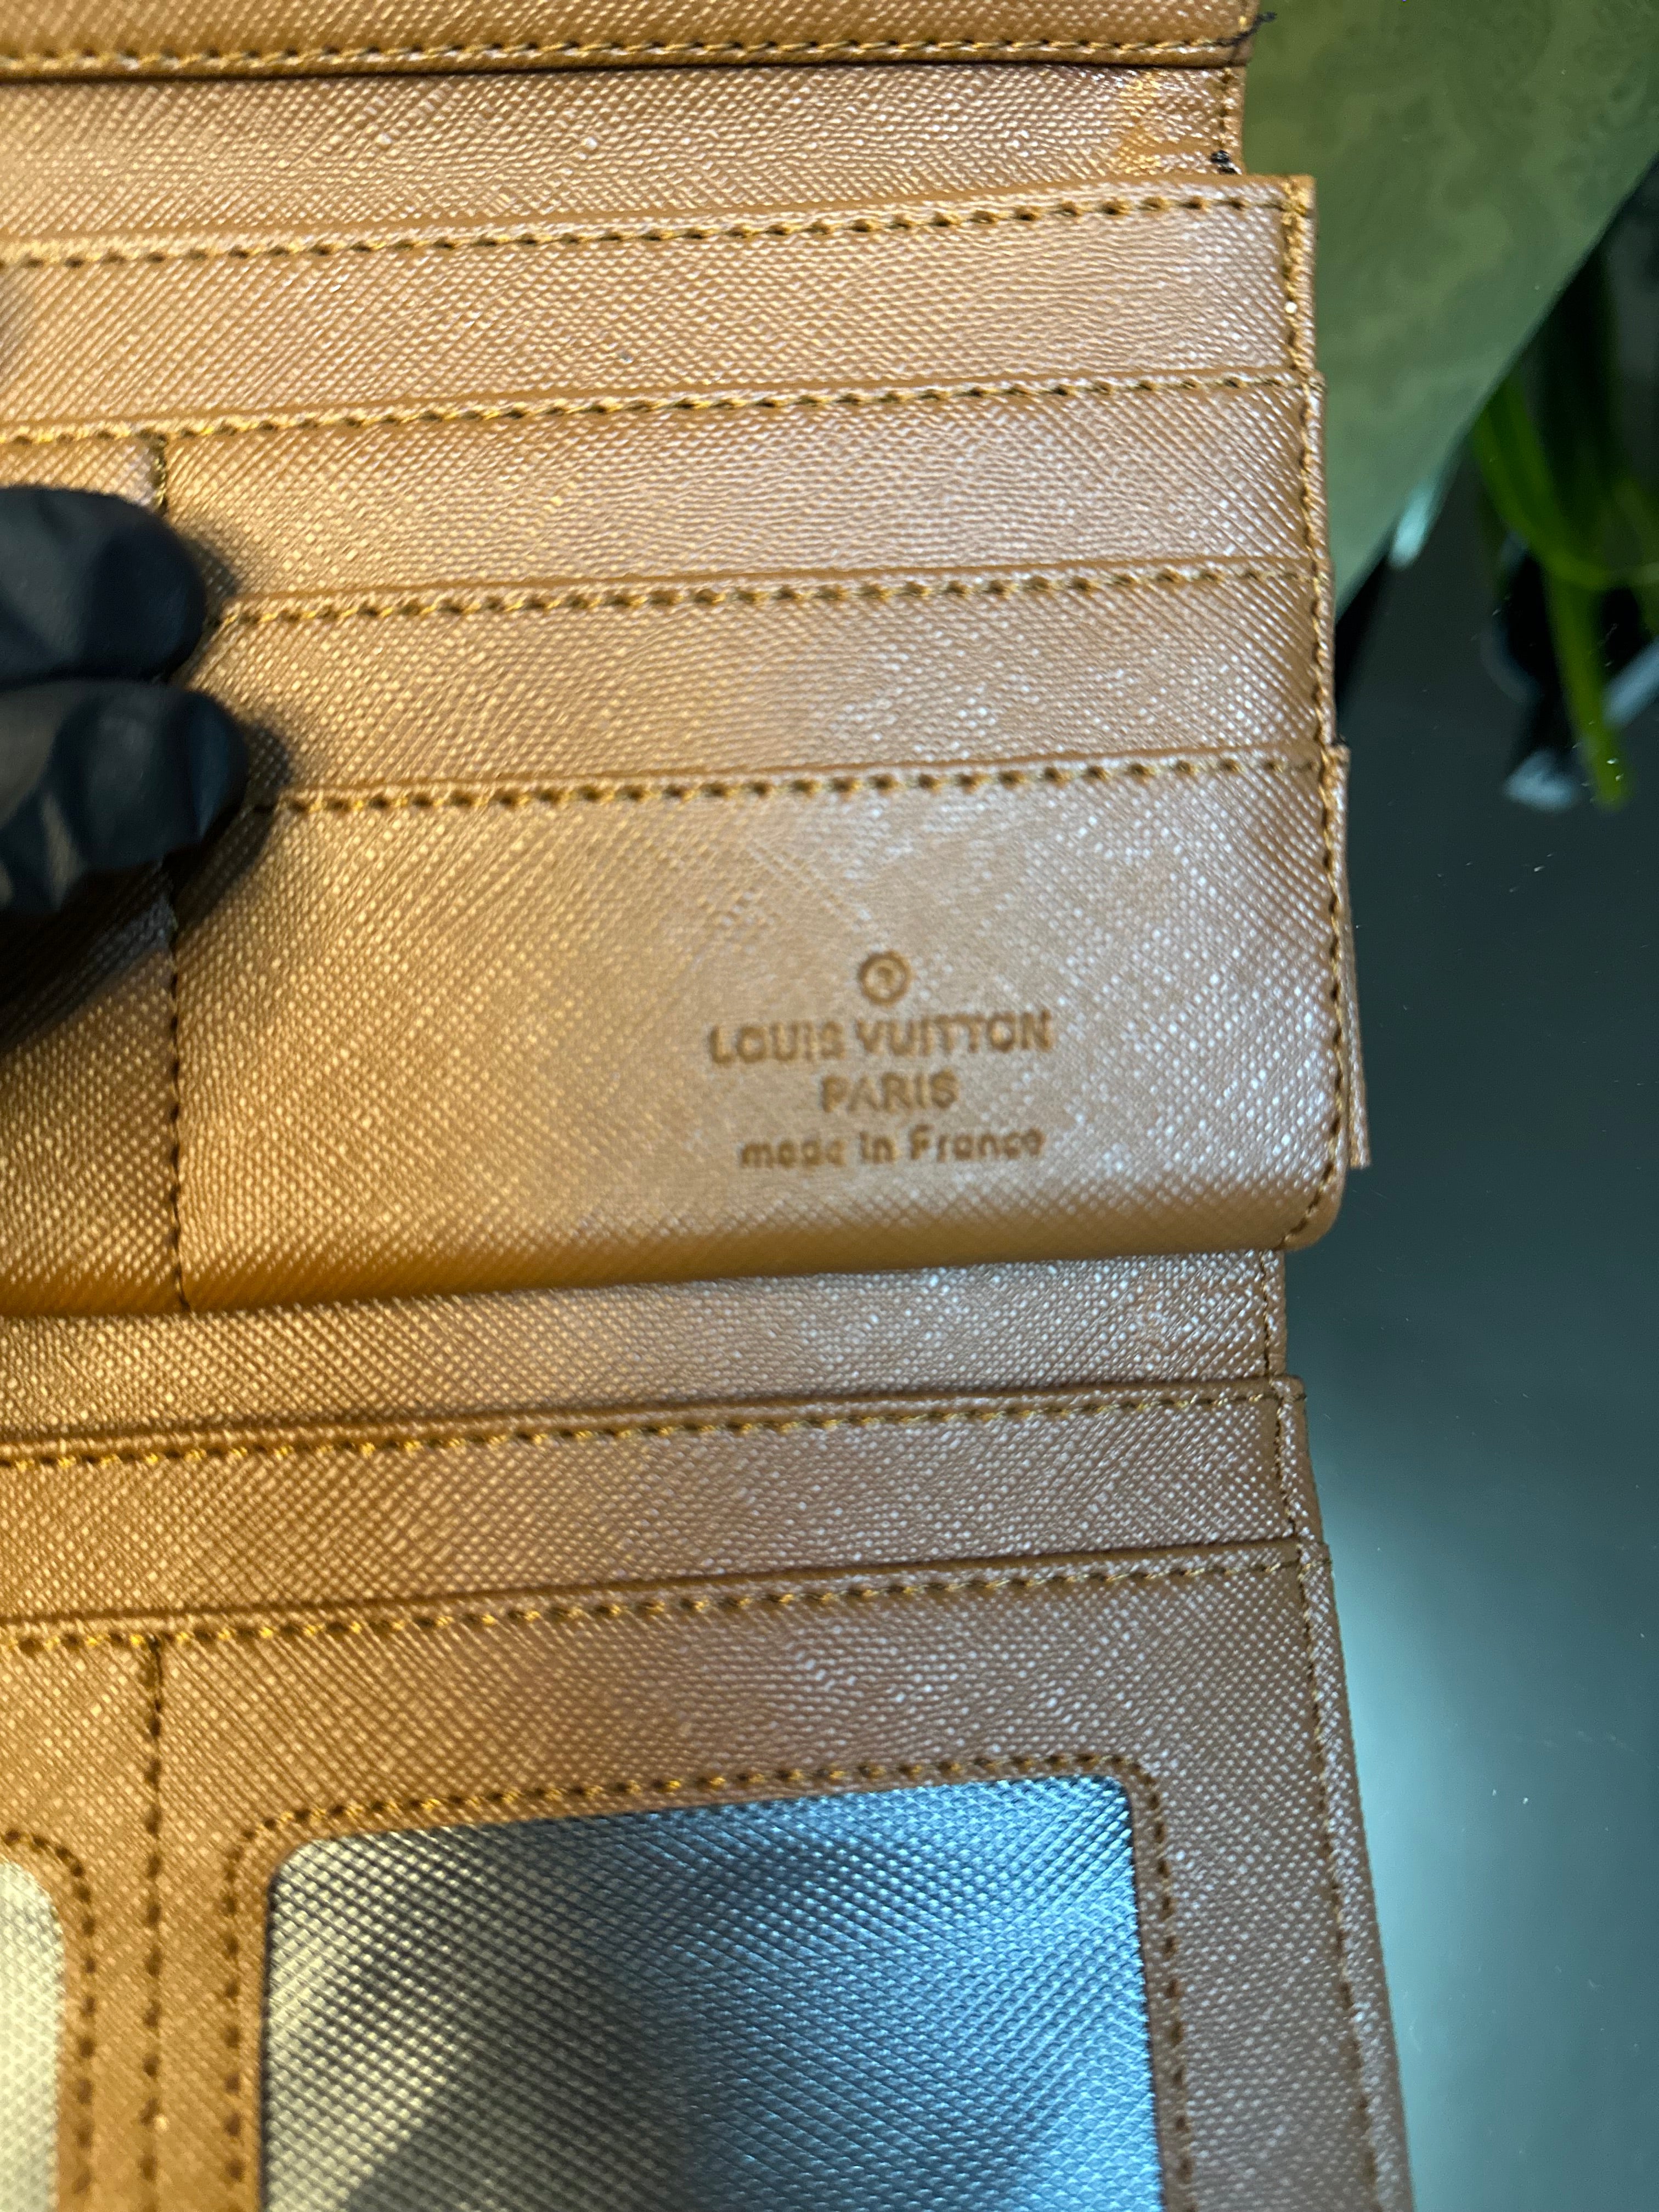 ®
LOUIS VUITTON
PARIS
made in France